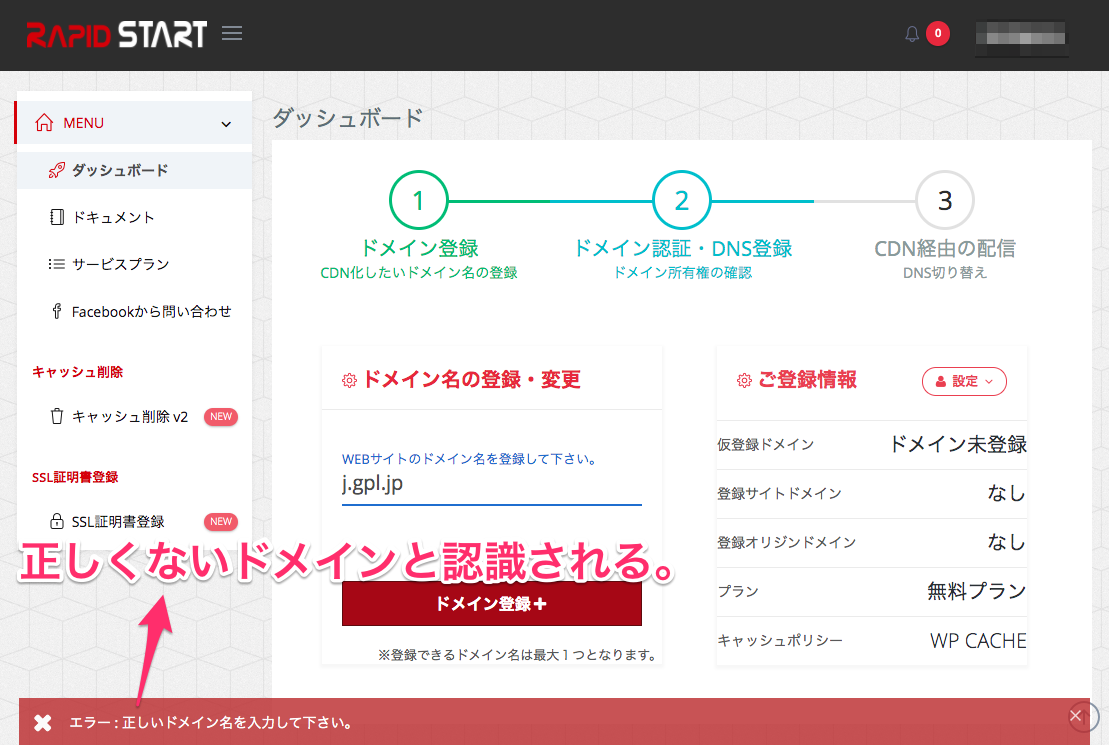 RAPID START
0
MENU
ダッシュボード
ドキュメント
サービスプラン
Facebookから問い合わせ
キャッシュ削除
キャッシュ削除 v2 NEW
SSL証明書登録
SSL証明書登録 NEW
ダッシュボード
1
ドメイン登録
CDN化したいドメイン名の登録
2
ドメイン認証・DNS登録
ドメイン所有権の確認
3
CDN経由の配信
DNS切り替え
ドメイン名の登録・変更
WEBサイトのドメイン名を登録して下さい。
j.gpl.jp
正しくないドメインと認識される。
ドメイン登録+
※登録できるドメイン名は最大１つとなります。
ご登録情報
設定
仮登録ドメイン ドメイン未登録
登録サイトドメイン なし
登録オリジンドメイン なし
プラン 無料プラン
キャッシュポリシー WP CACHE
エラー : 正しいドメイン名を入力して下さい。